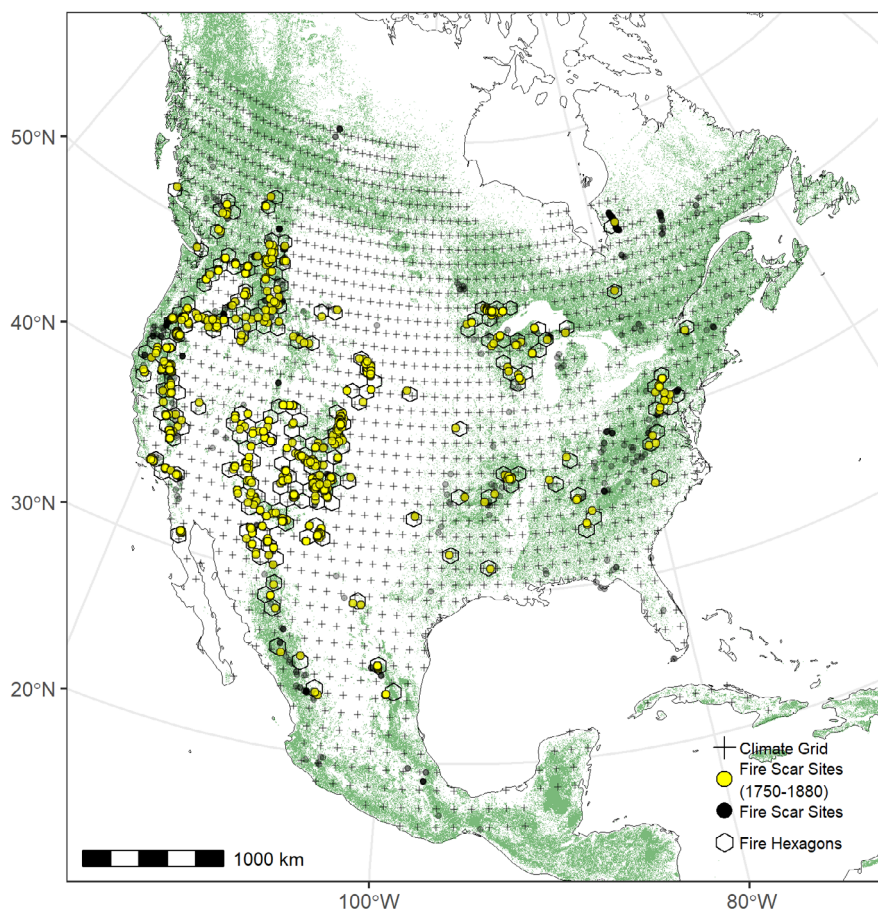 50°N
40°N
30°N
20°N
Climate Grid
Fire Scar Sites
(1750-1880)
Fire Scar Sites
Fire Hexagons
1000 km
100°W
80°W